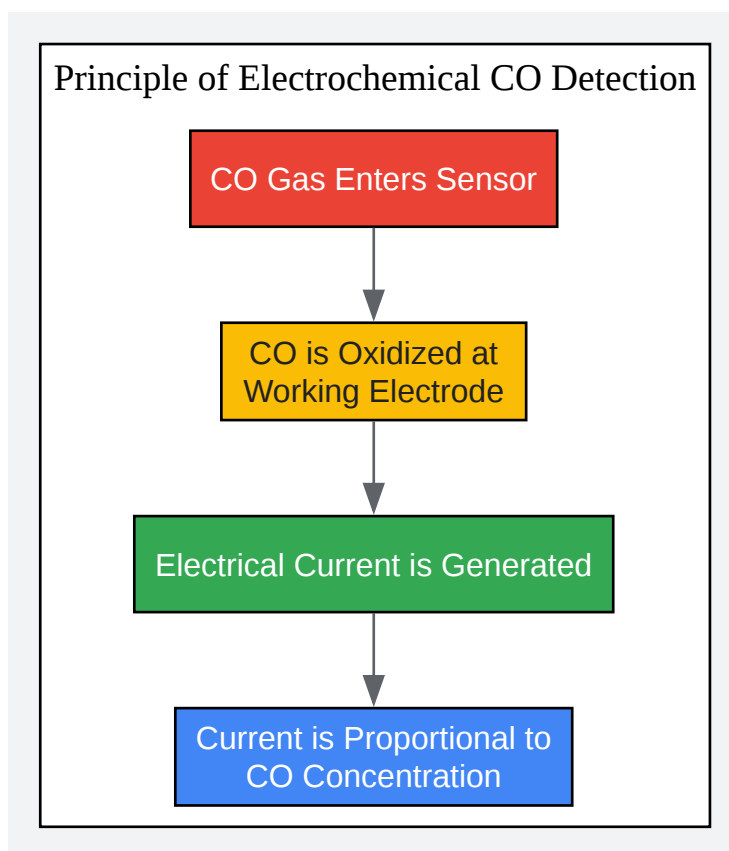 Principle of Electrochemical CO Detection
CO Gas Enters Sensor
CO is Oxidized at
Working Electrode
Electrical Current is Generated
Current is Proportional to
CO Concentration